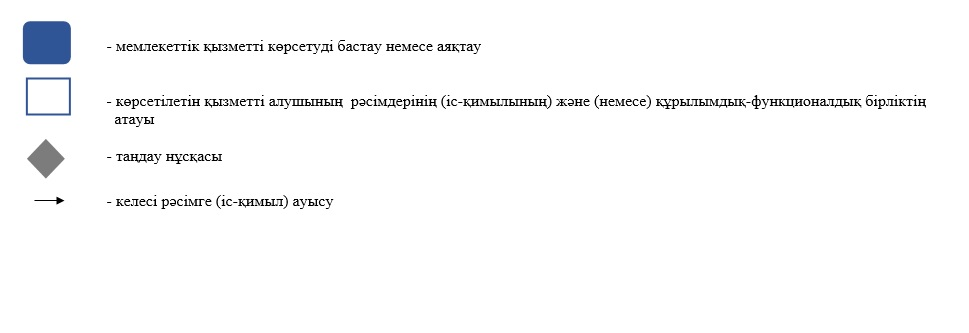 - мемлекеттік қызметті көрсетуді бастау немесе аяқтау
- көрсетілетін қызметті алушының рәсімдерінің (іс-қимылының) және (немесе) құрылымдық-функционалдық бірліктің
атауы
- таңдау нұсқасы
- келесі рәсімге (іс-қимыл) ауысу